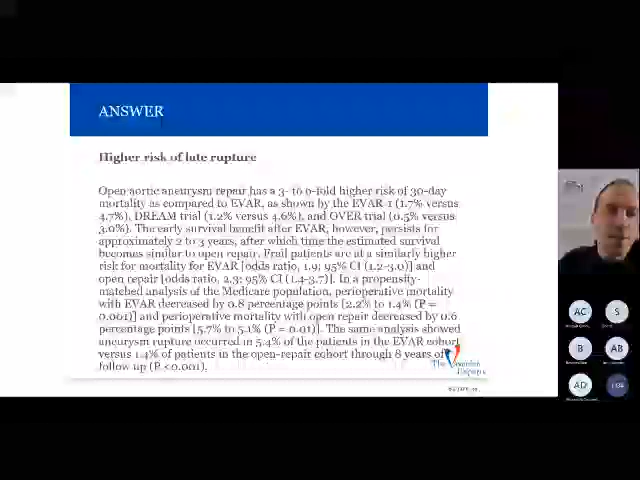 ANSWER
Higher risk of late rupture
Open aortic aneurysm repair has a 3- to 9-fold higher risk of 30-day
mortality as compared to EVAR, as shown by the EVAR-1 (1.7% versus
4.7%), DREAM trial (1.2% versus 4.6%), and OVER trial (0.5% versus
3.0%). The early survival benefit after EVAR, however, persists for
approximately 2 to 3 years, after which time the estimated survival
becomes similar to open repair. Frail patients are at a similarly higher
risk for mortality for EVAR [odds ratio, 1.9; 95% CI (1.2-3.0)] and
open repair [odds ratio, 2.3; 95% CI (1.4-3.7)]. In a propensity-
matched analysis of the Medicare population, perioperative mortality
with EVAR decreased by 0.8 percentage points [2.2% to 1.4% (P =
0.001)] and perioperative mortality with open repair decreased by 0.6
percentage points [5.7% to 5.1% (P = 0.01)]. The same analysis showed
aneurysm rupture occurred in 5.4% of the patients in the EVAR cohort
versus 1.4% of patients in the open-repair cohort through 8 years of
follow up (P <0.001).
The
AC
S
B
AB
AD